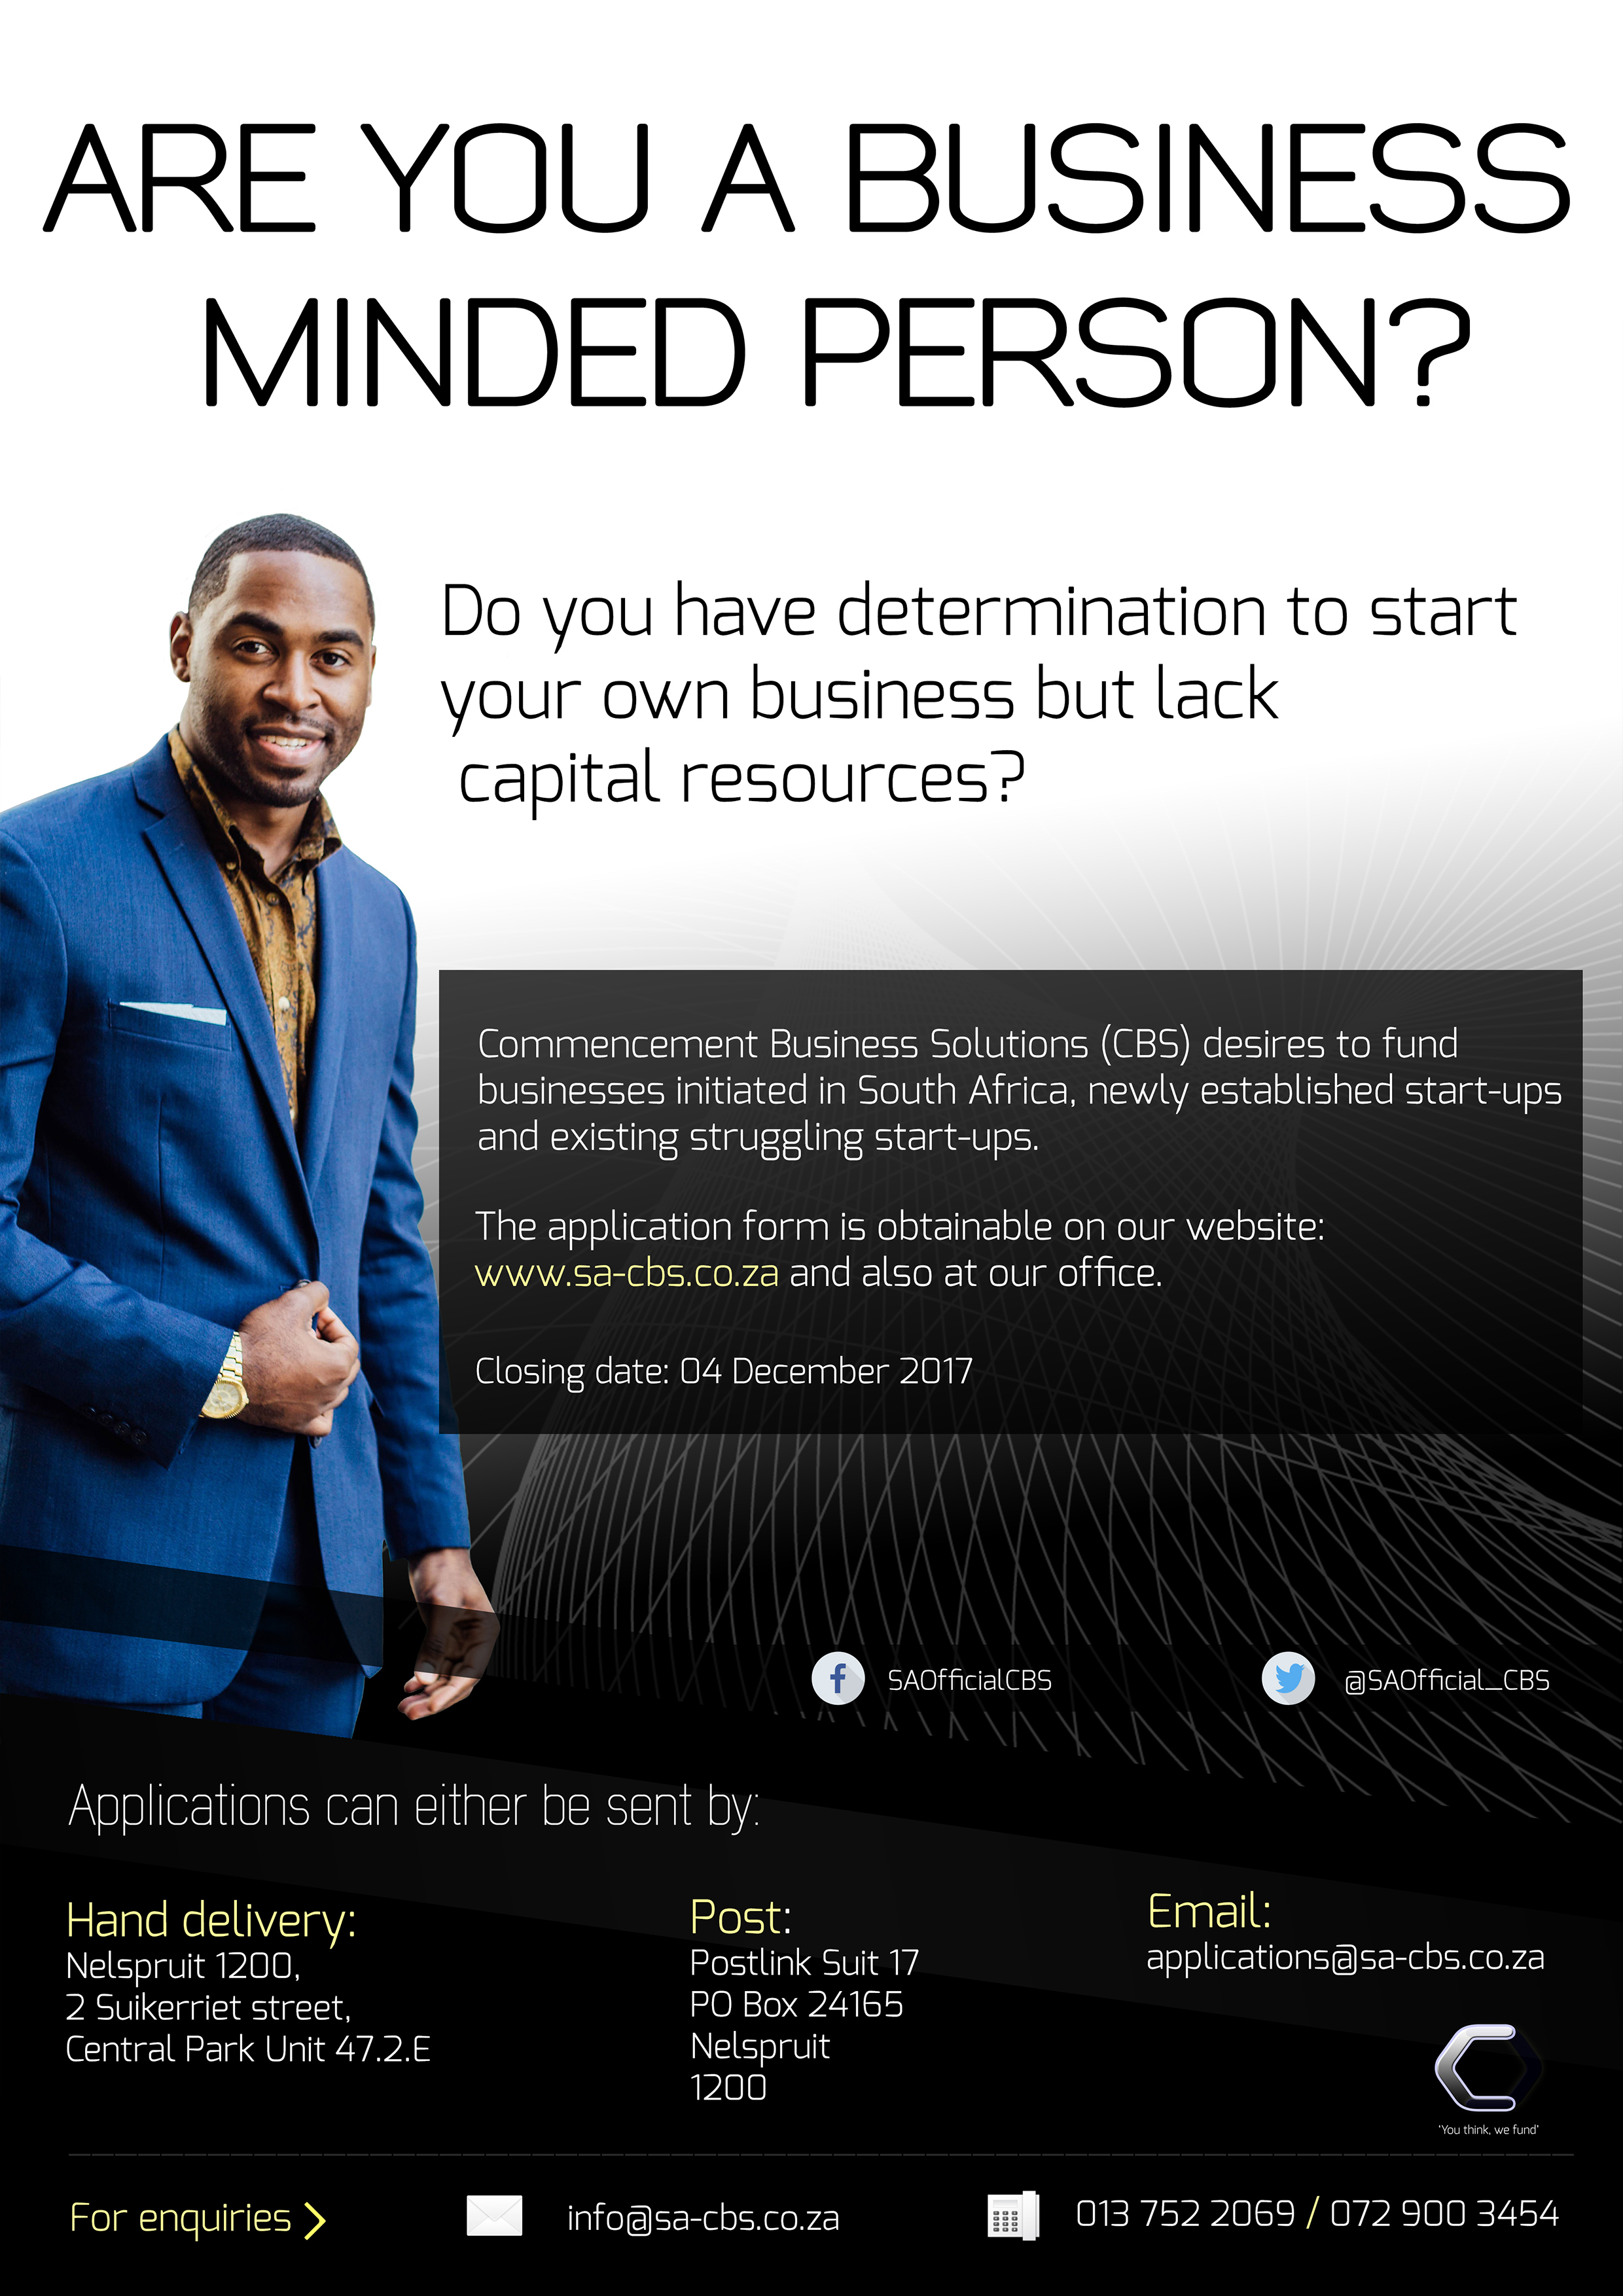 ARE YOU A BUSINESS
MINDED PERSON?
Do you have determination to start
your own business but lack
capital resources?
Commencement Business Solutions (CBS) desires to fund
businesses initiated in South Africa, newly established start-ups
and existing struggling start-ups.
The application form is obtainable on our website:
www.sa-cbs.co.za and also at our office.
Closing date: 04 December 2017
SAOfficialCBS
@SAOfficial_CBS
Applications can either be sent by:
Hand delivery:
Nelspruit 1200,
2 Suikerriet street,
Central Park Unit 47.2.E
Post:
Postlink Suit 17
PO Box 24165
Nelspruit
1200
Email:
applications@sa-cbs.co.za
'You think, we fund'
For enquiries
info@sa-cbs.co.za
013 752 2069 / 072 900 3454